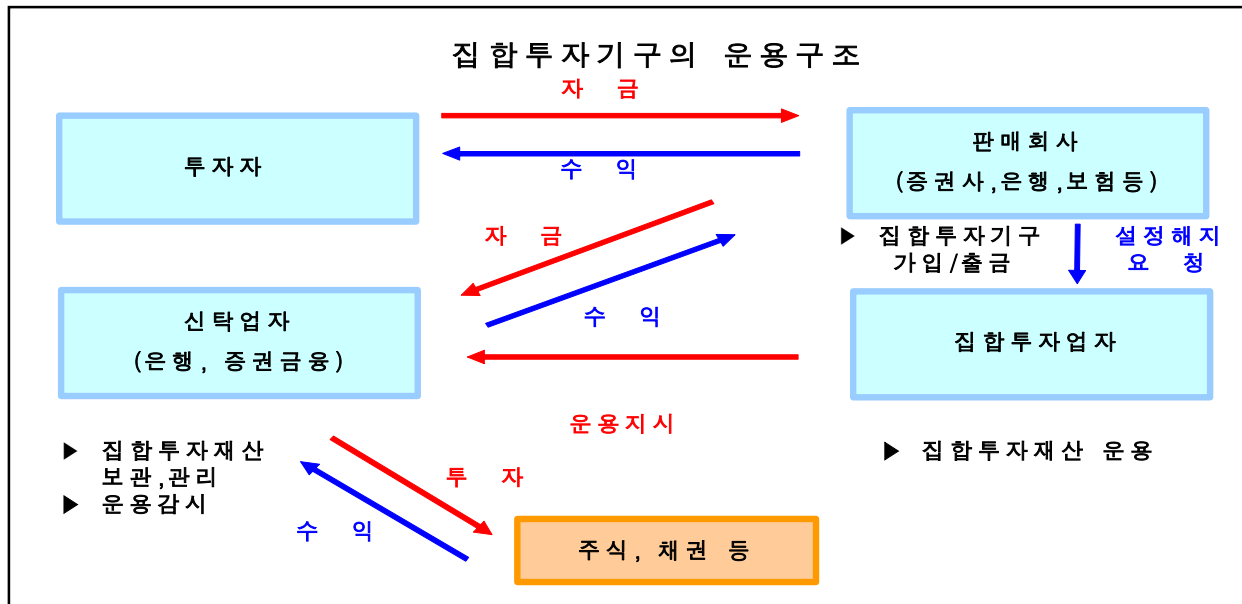 집합투자기구의 운용구조
자 금
투자자
수 익
판매회사
(증권사,은행,보험등)
자 금
▶ 집합투자기구
가입/출금
설정해지
요 청
신탁업자
(은행, 증권금융)
수 익
집합투자업자
운용지시
▶ 집합투자재산
보관,관리
▶ 운용감시
▶ 집합투자재산 운용
투 자
수 익
주식, 채권 등